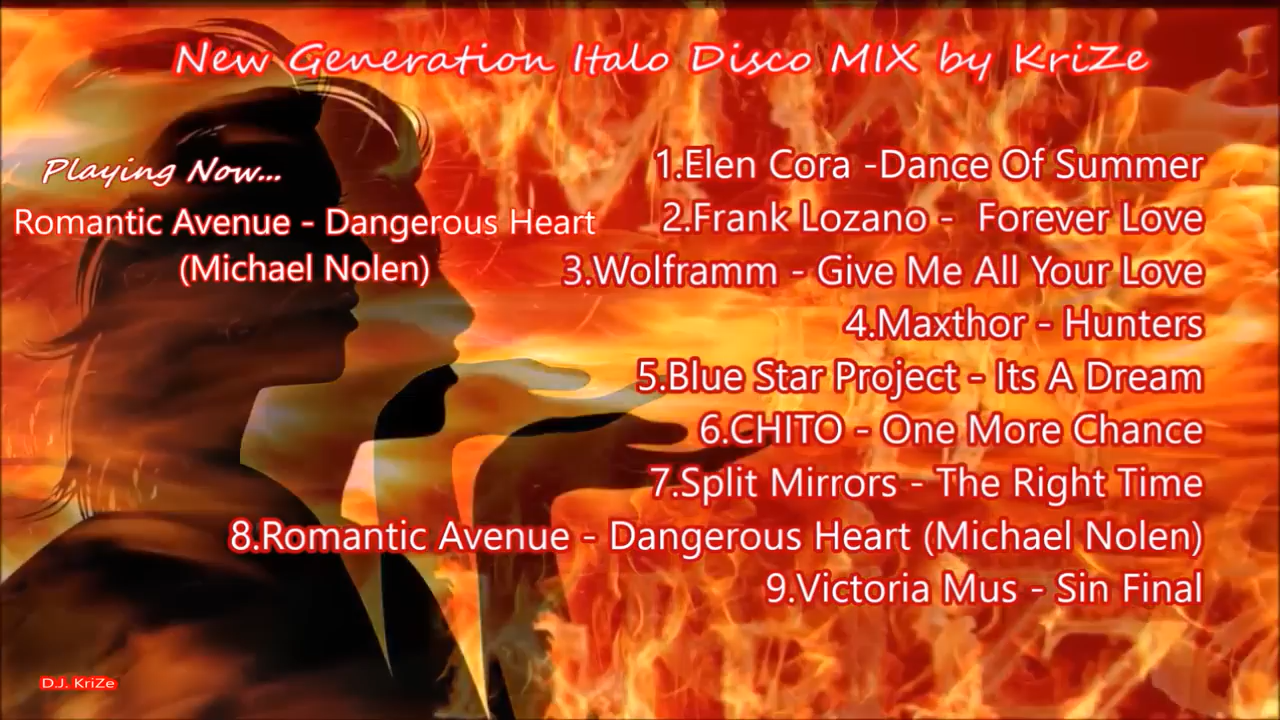 New Generation Italo Disco MIX by KriZe
Playing Now...
Romantic Avenue - Dangerous Heart
(Michael Nolen)
1.Elen Cora -Dance Of Summer
2.Frank Lozano -  Forever Love
3.Wolframm - Give Me All Your Love
4.Maxthor - Hunters
5.Blue Star Project - Its A Dream
6.CHITO - One More Chance
7.Split Mirrors - The Right Time
8.Romantic Avenue - Dangerous Heart (Michael Nolen)
9.Victoria Mus - Sin Final
D.J. KriZe